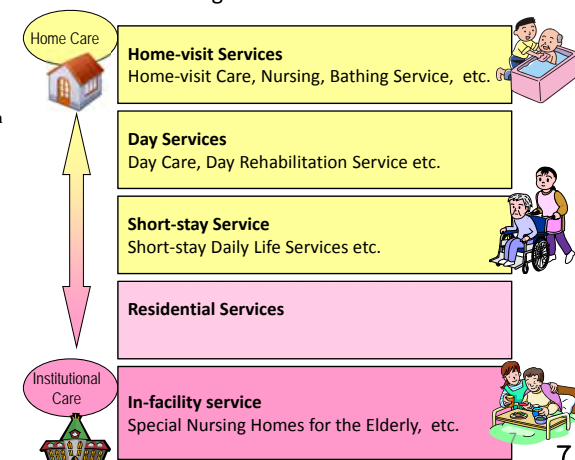 Home Care
Home-visit Services
Home-visit Care, Nursing, Bathing Service, etc.
Day Services
Day Care, Day Rehabilitation Service etc.
Short-stay Service
Short-stay Daily Life Services etc.
Residential Services
Institutional
Care
In-facility service
Special Nursing Homes for the Elderly, etc.
7
7